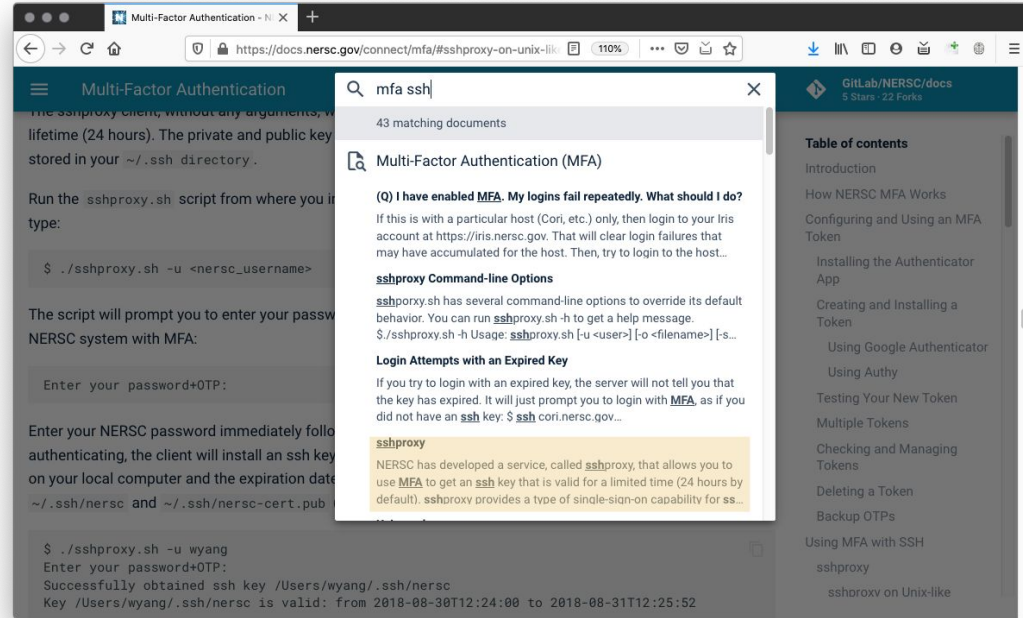 Multi-Factor Authentication - N
https://docs.nersc.gov/connect/mfa/#sshproxy-on-unix-lik
110%
Multi-Factor Authentication
mfa ssh
GitLab/NERSC/docs
5 Stars · 22 Forks
43 matching documents
Multi-Factor Authentication (MFA)
(Q) I have enabled MFA. My logins fail repeatedly. What should I do?
If this is with a particular host (Cori, etc.) only, then login to your Iris
account at https://iris.nersc.gov. That will clear login failures that
may have accumulated for the host. Then, try to login to the host...
sshproxy Command-line Options
sshporxy.sh has several command-line options to override its default
behavior. You can run sshproxy.sh -h to get a help message.
$./sshproxy.sh -h Usage: sshproxy.sh [-u <user>] [-o <filename>] [-s...
Login Attempts with an Expired Key
If you try to login with an expired key, the server will not tell you that
the key has expired. It will just prompt you to login with MFA, as if you
did not have an ssh key: $ ssh cori.nersc.gov...
sshproxy
NERSC has developed a service, called sshproxy, that allows you to
use MFA to get an ssh key that is valid for a limited time (24 hours by
default). sshproxy provides a type of single-sign-on capability for ss...
The sshproxy client, without any arguments, w
lifetime (24 hours). The private and public key
stored in your ~/.ssh directory.
Run the sshproxy.sh script from where you in
type:
$ ./sshproxy.sh -u <nersc_username>
The script will prompt you to enter your passw
NERSC system with MFA:
Enter your password+OTP:
Enter your NERSC password immediately follo
authenticating, the client will install an ssh key
on your local computer and the expiration date
~/.ssh/nersc and ~/.ssh/nersc-cert.pub
$ ./sshproxy.sh -u wyang
Enter your password+OTP:
Successfully obtained ssh key /Users/wyang/.ssh/nersc
Key /Users/wyang/.ssh/nersc is valid: from 2018-08-30T12:24:00 to 2018-08-31T12:25:52
Table of contents
Introduction
How NERSC MFA Works
Configuring and Using an MFA
Token
Installing the Authenticator
App
Creating and Installing a
Token
Using Google Authenticator
Using Authy
Testing Your New Token
Multiple Tokens
Checking and Managing
Tokens
Deleting a Token
Backup OTPs
Using MFA with SSH
sshproxy
sshproxy on Unix-like